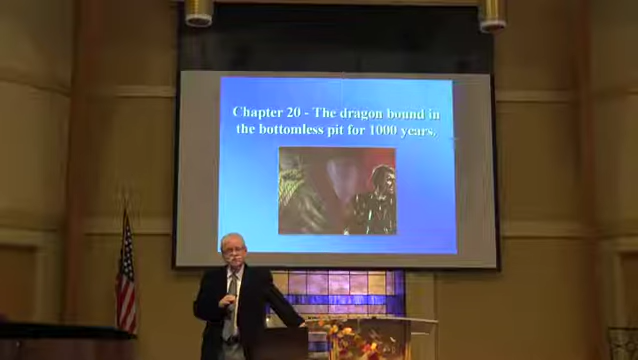 Chapter 20 - The dragon bound in
the bottomless pit for 1000 years.